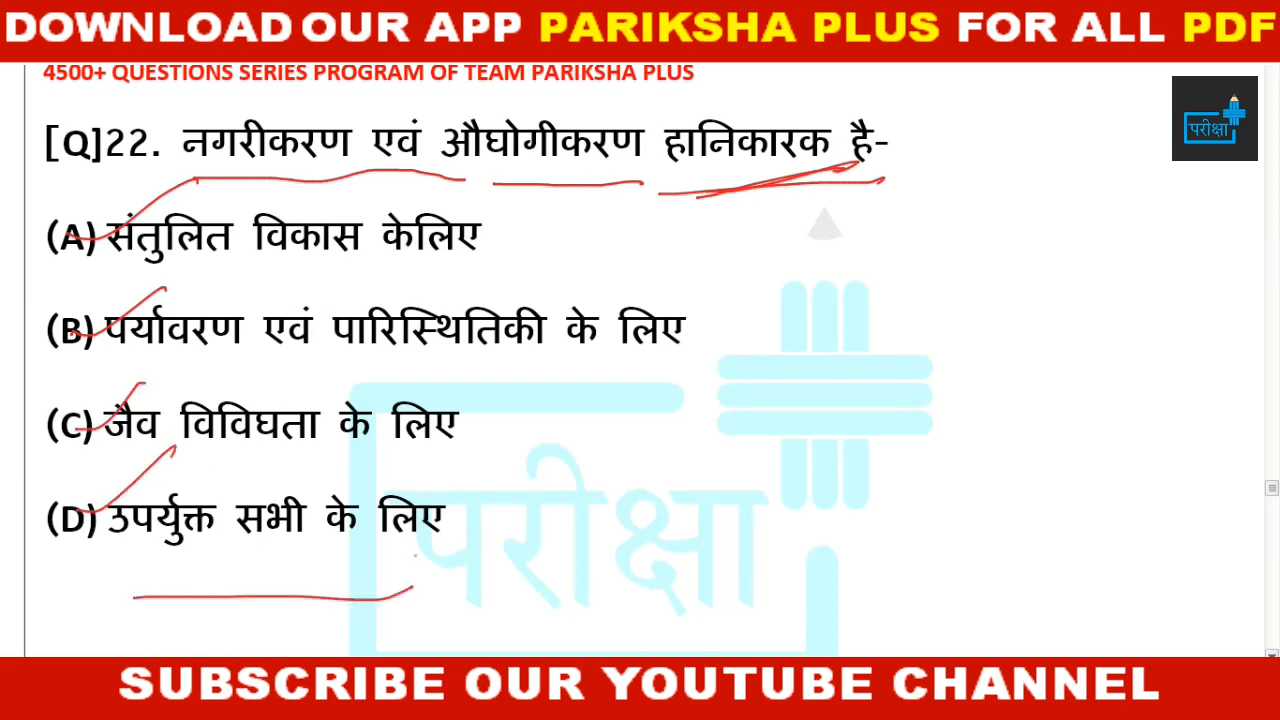 DOWNLOAD OUR APP PARIKSHA PLUS FOR ALL PDF
4500+ QUESTIONS SERIES PROGRAM OF TEAM PARIKSHA PLUS
परीक्षा
[Q]22. नगरीकरण एवं औघोगीकरण हानिकारक है-
(A) संतुलित विकास केलिए
(B) पर्यावरण एवं पारिस्थितिकी के लिए
(C) जैव विविघता के लिए
(D) उपर्युक्त सभी के लिए
परीक्षा
SUBSCRIBE OUR YOUTUBE CHANNEL